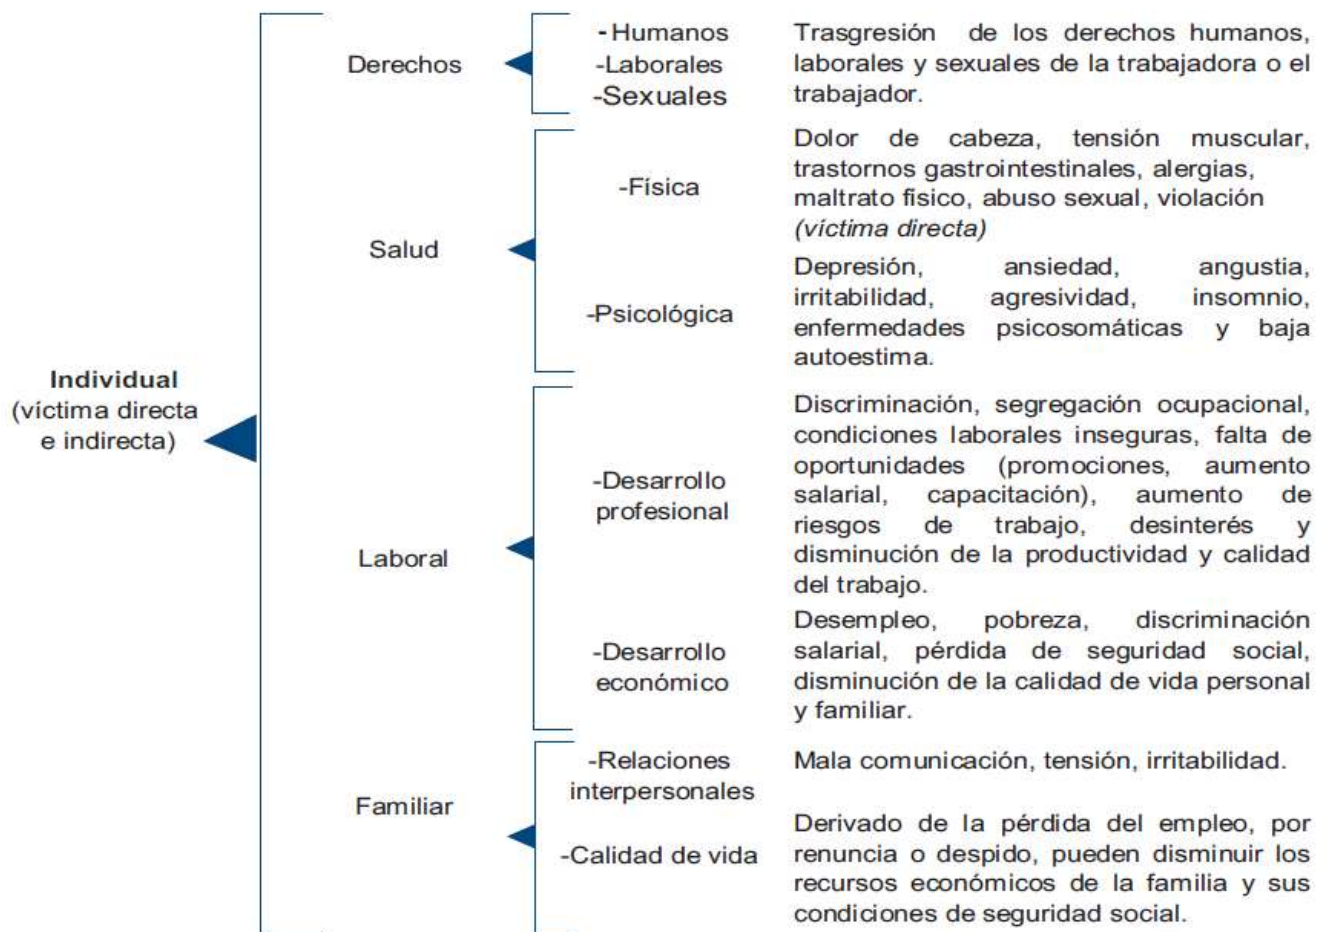 Individual
(víctima directa
e indirecta)
Derechos
- Humanos
-Laborales
-Sexuales
Trasgresión de los derechos humanos,
laborales y sexuales de la trabajadora o el
trabajador.
Salud
-Física
Dolor de cabeza, tensión muscular,
trastornos gastrointestinales, alergias,
maltrato físico, abuso sexual, violación
(víctima directa)
-Psicológica
Depresión, ansiedad, angustia,
irritabilidad, agresividad, insomnio,
enfermedades psicosomáticas y baja
autoestima.
Laboral
-Desarrollo
profesional
Discriminación, segregación ocupacional,
condiciones laborales inseguras, falta de
oportunidades (promociones, aumento
salarial, capacitación), aumento de
riesgos de trabajo, desinterés y
disminución de la productividad y calidad
del trabajo.
-Desarrollo
económico
Desempleo, pobreza, discriminación
salarial, pérdida de seguridad social,
disminución de la calidad de vida personal
y familiar.
Familiar
-Relaciones
interpersonales
Mala comunicación, tensión, irritabilidad.
-Calidad de vida
Derivado de la pérdida del empleo, por
renuncia o despido, pueden disminuir los
recursos económicos de la familia y sus
condiciones de seguridad social.